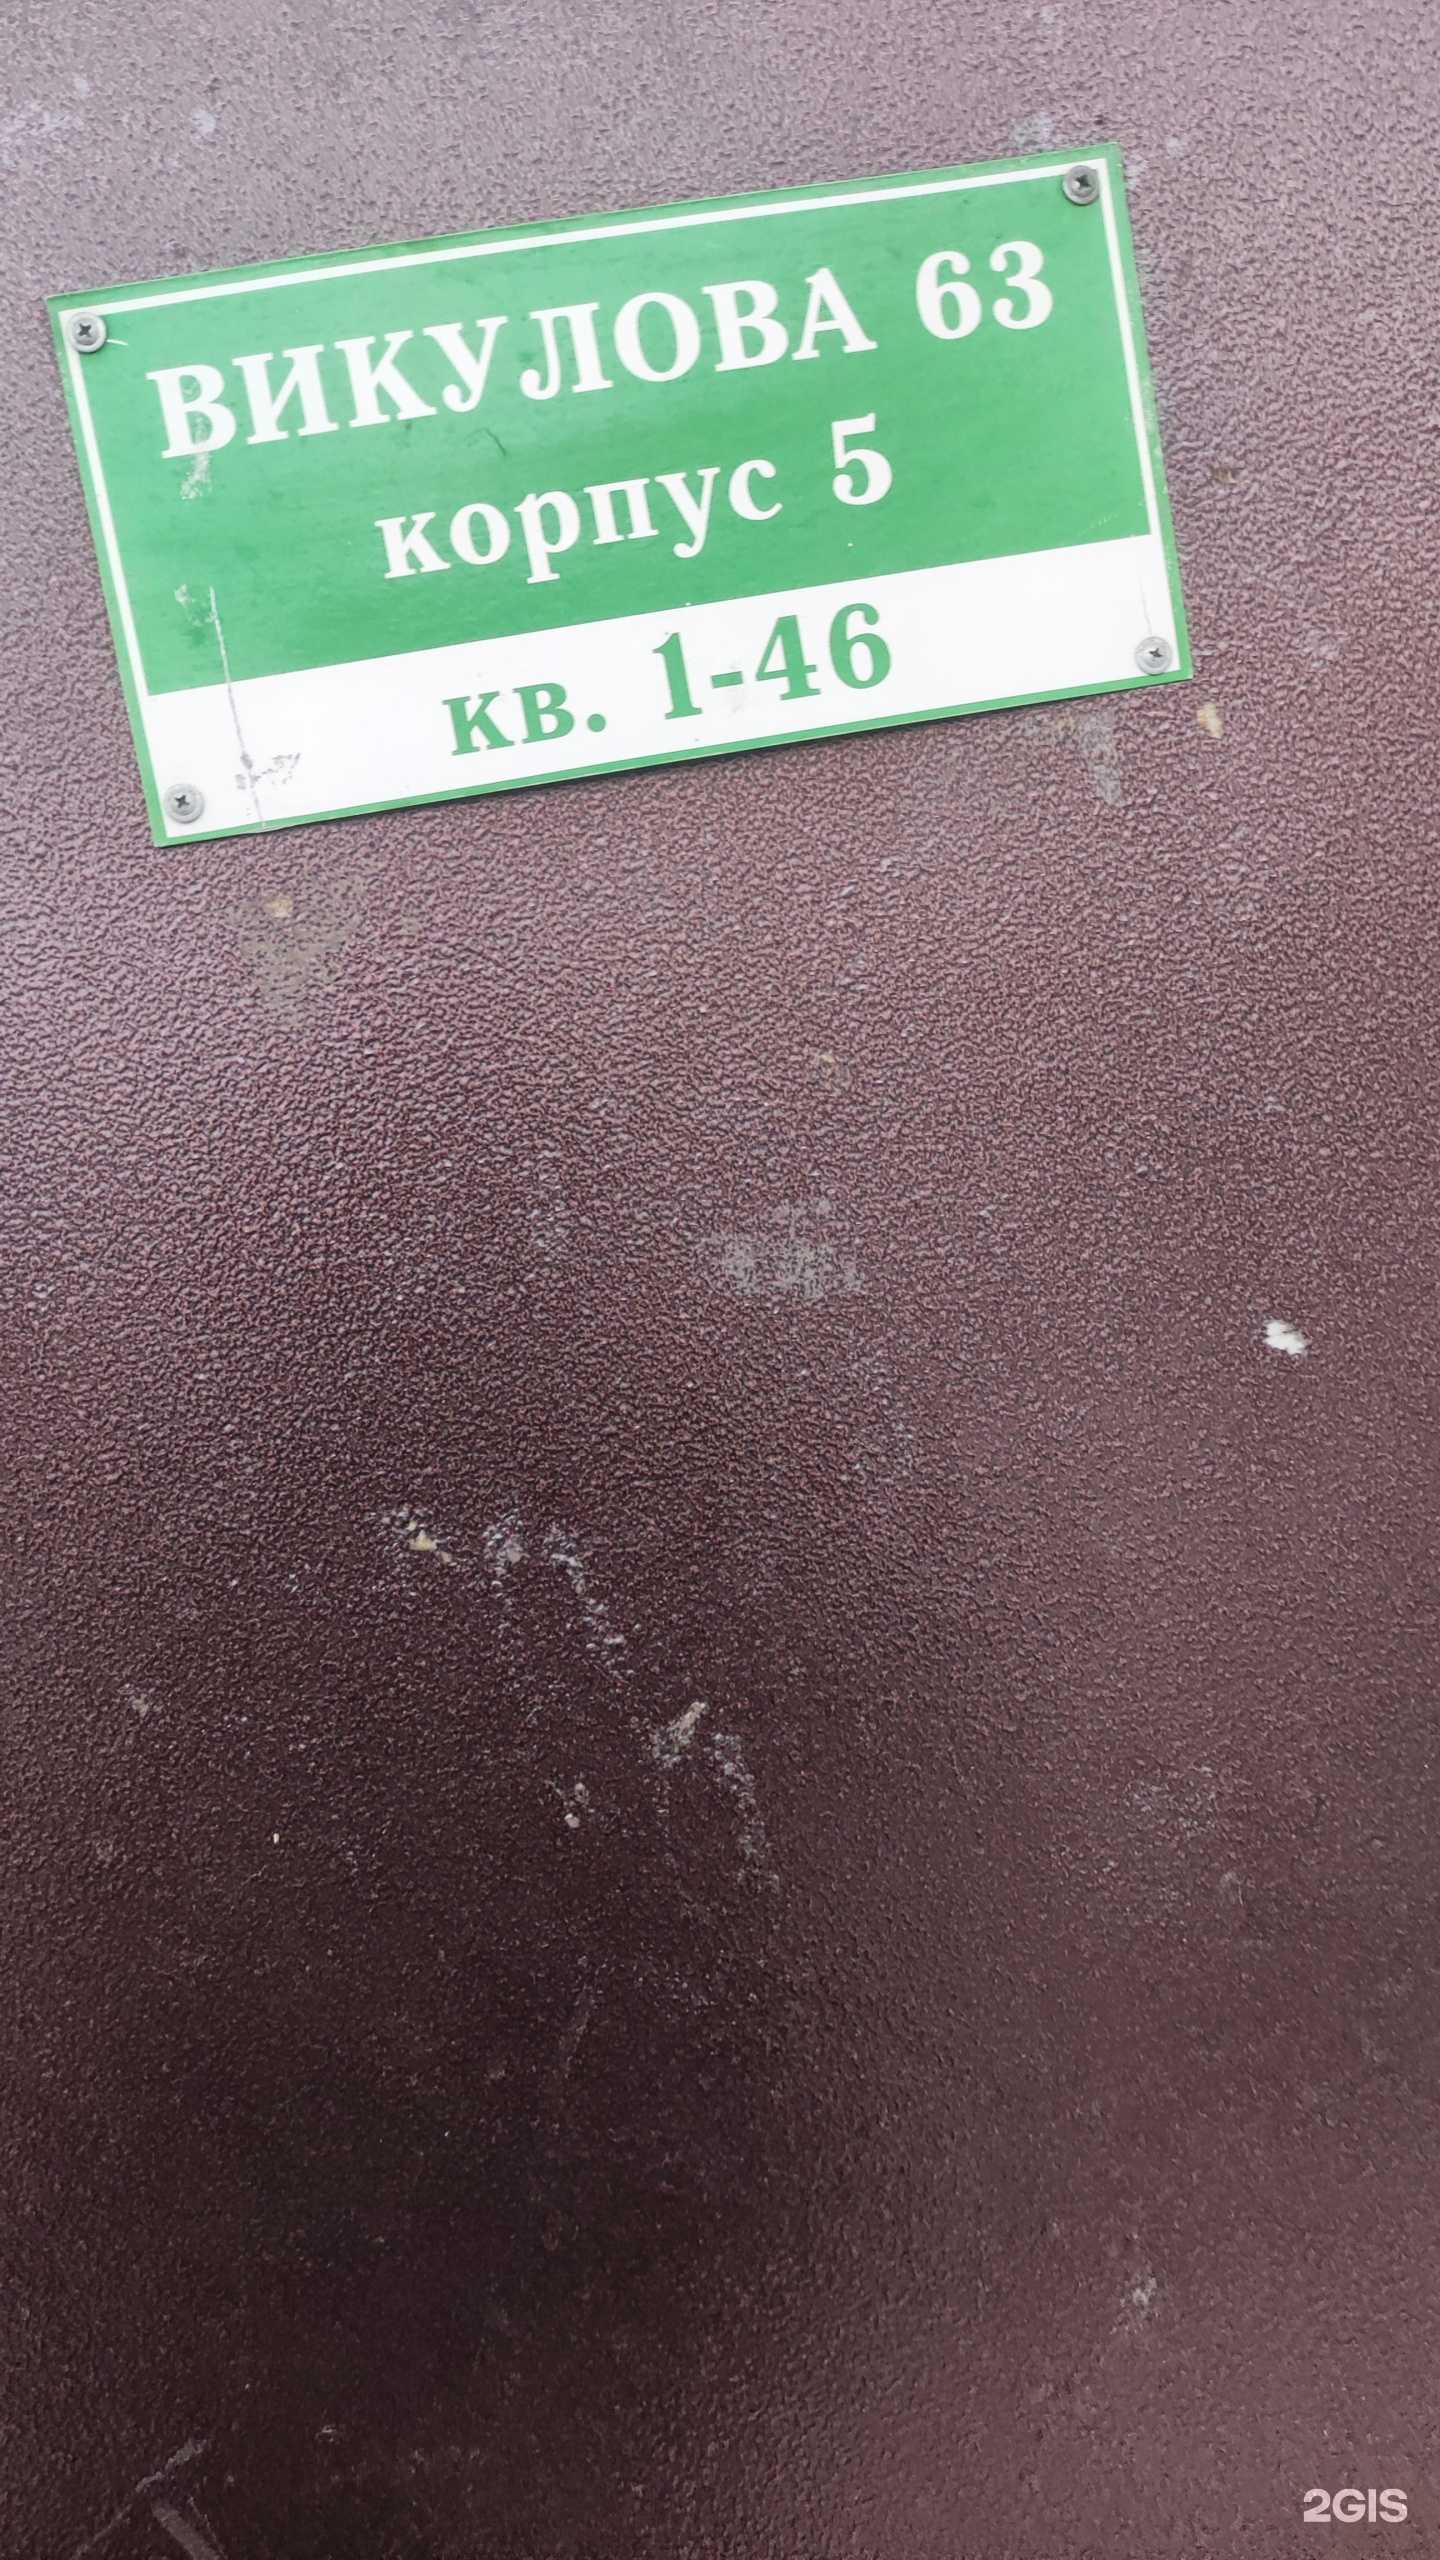 ВИКУЛОВА 63
корпус 5
кв. 1-46
2GIS